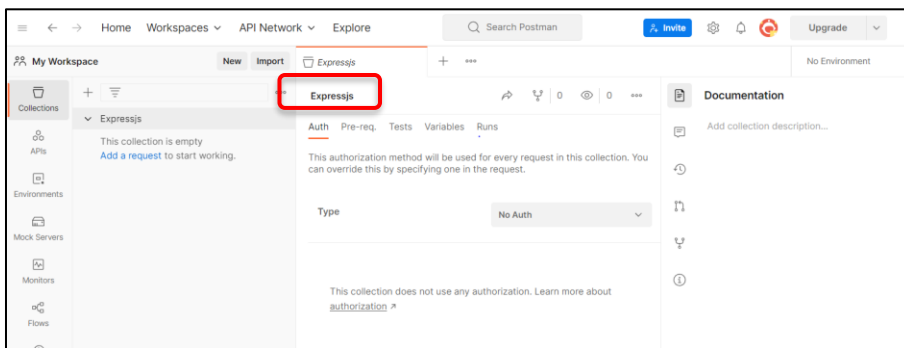 Home Workspaces API Network Explore Search Postman Invite Upgrade
My Workspace New Import Expressjs No Environment
Collections
APIs
Environments
Mock Servers
Monitors
Flows
Expressjs
This collection is empty
Add a request to start working.
Expressjs 0 0
Auth Pre-req. Tests Variables Runs
This authorization method will be used for every request in this collection. You
can override this by specifying one in the request.
Type No Auth
This collection does not use any authorization. Learn more about
authorization
Documentation
Add collection description...